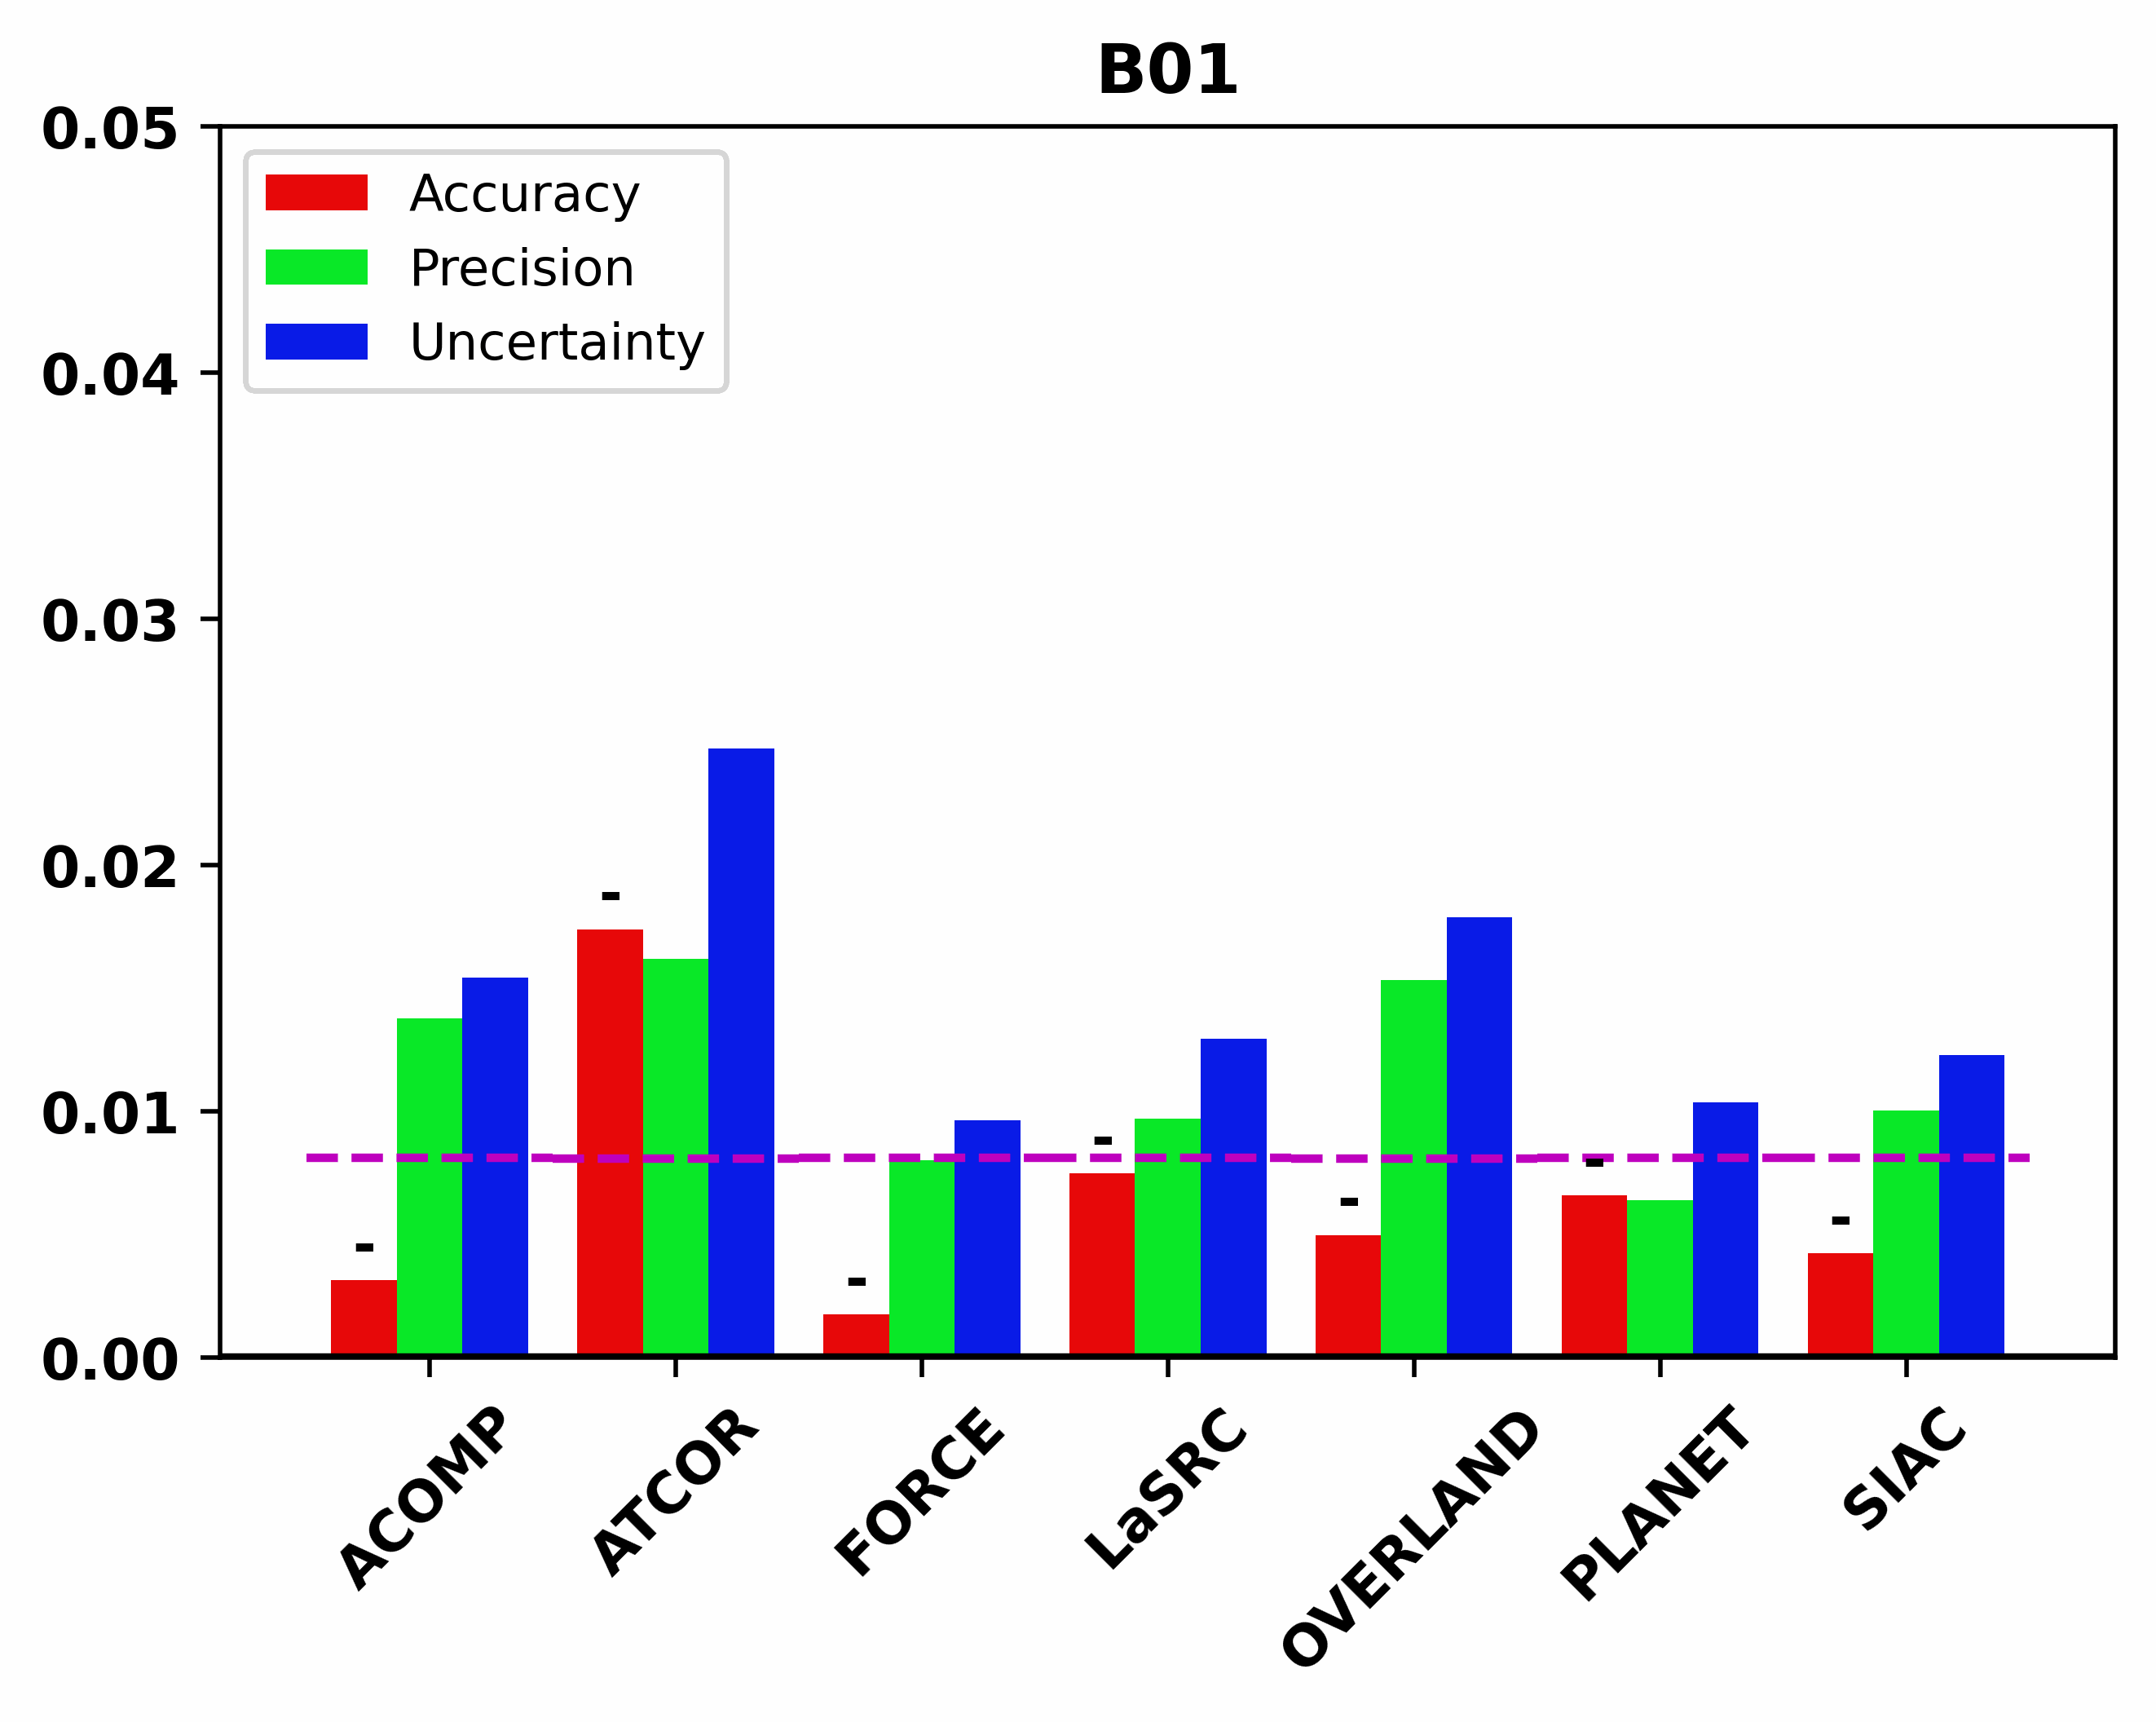 B01
0.05
0.04
0.03
0.02
0.01
0.00
Accuracy
Precision
Uncertainty
-
-
-
-
-
-
-
ACOMP
ATCOR
FORCE
LaSRC
OVERLAND
PLANET
SIAC